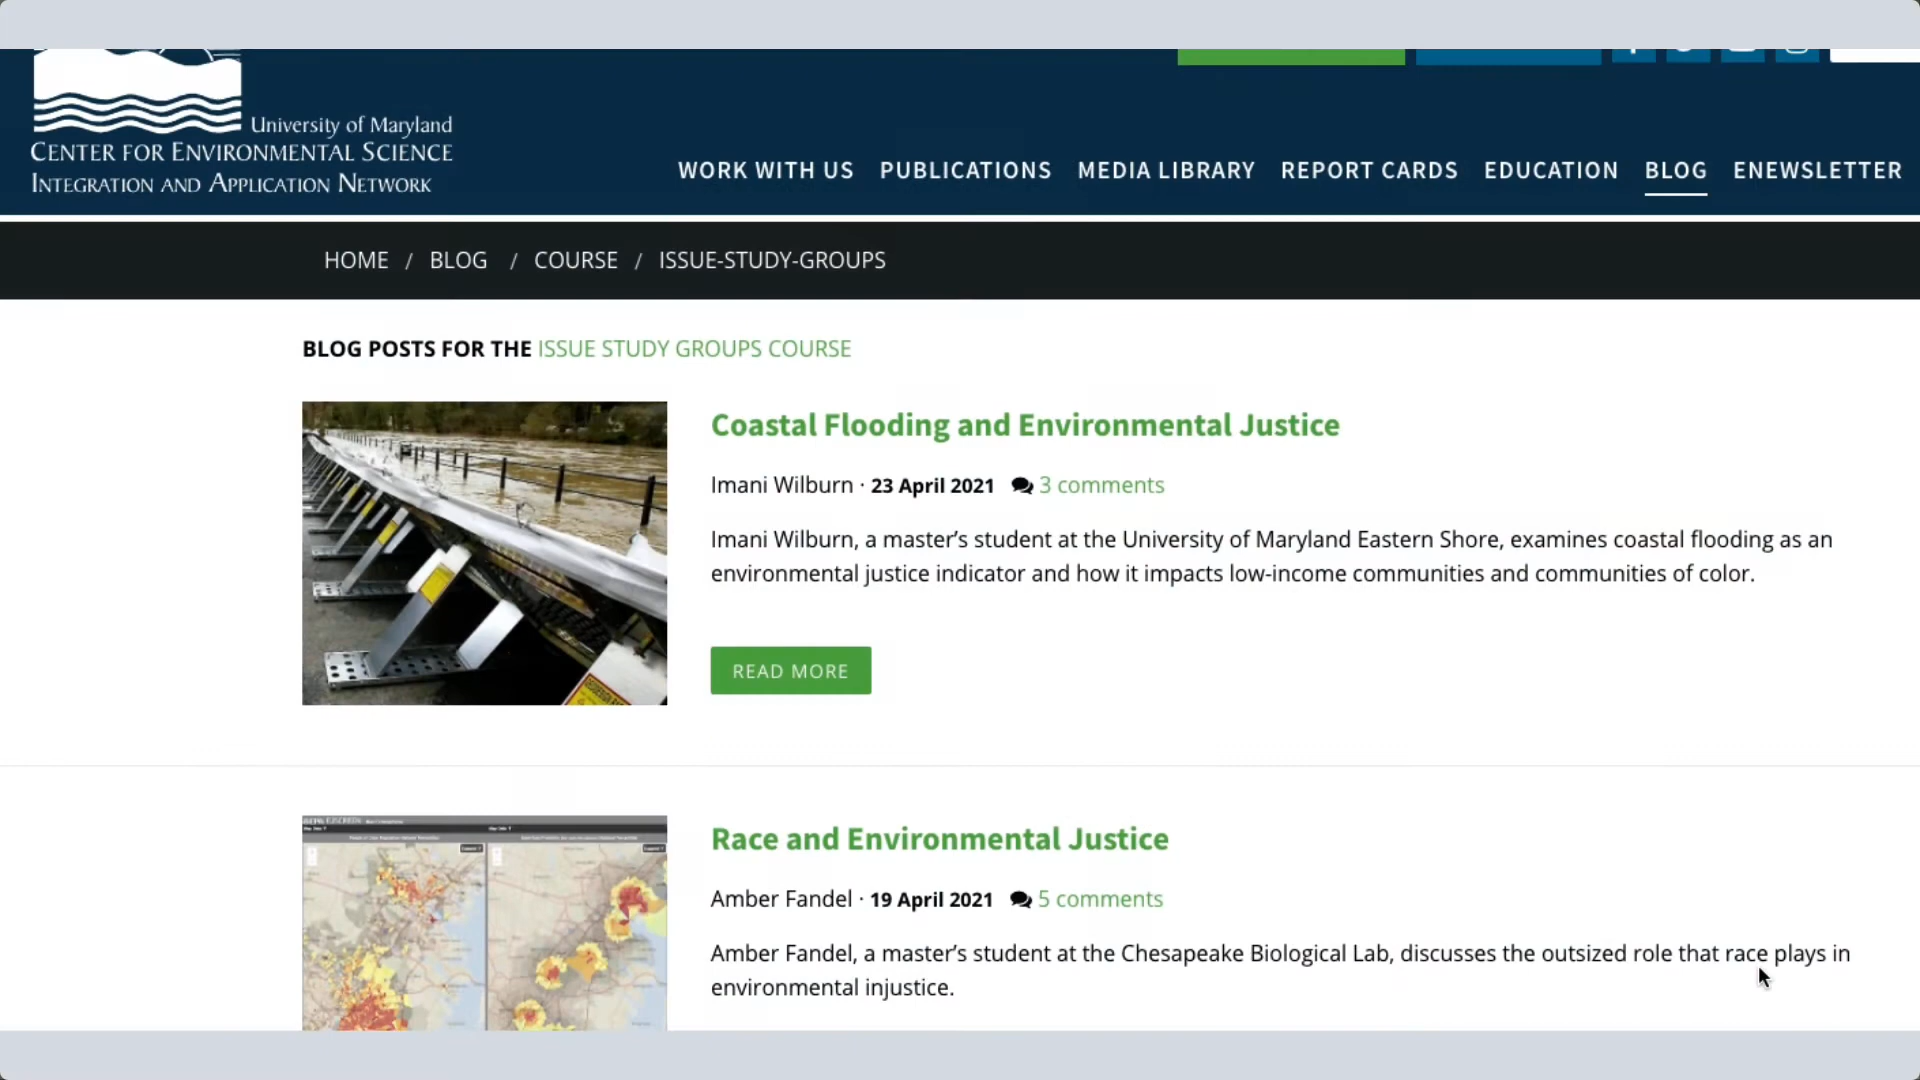 University of Maryland
CENTER FOR ENVIRONMENTAL SCIENCE
INTEGRATION AND APPLICATION NETWORK
WORK WITH US PUBLICATIONS MEDIA LIBRARY REPORT CARDS EDUCATION BLOG ENEWSLETTER
HOME / BLOG / COURSE / ISSUE-STUDY-GROUPS
BLOG POSTS FOR THE ISSUE STUDY GROUPS COURSE
Coastal Flooding and Environmental Justice
Imani Wilburn · 23 April 2021 3 comments
Imani Wilburn, a master’s student at the University of Maryland Eastern Shore, examines coastal flooding as an
environmental justice indicator and how it impacts low-income communities and communities of color.
READ MORE
Race and Environmental Justice
Amber Fandel · 19 April 2021 5 comments
Amber Fandel, a master’s student at the Chesapeake Biological Lab, discusses the outsized role that race plays in
environmental injustice.